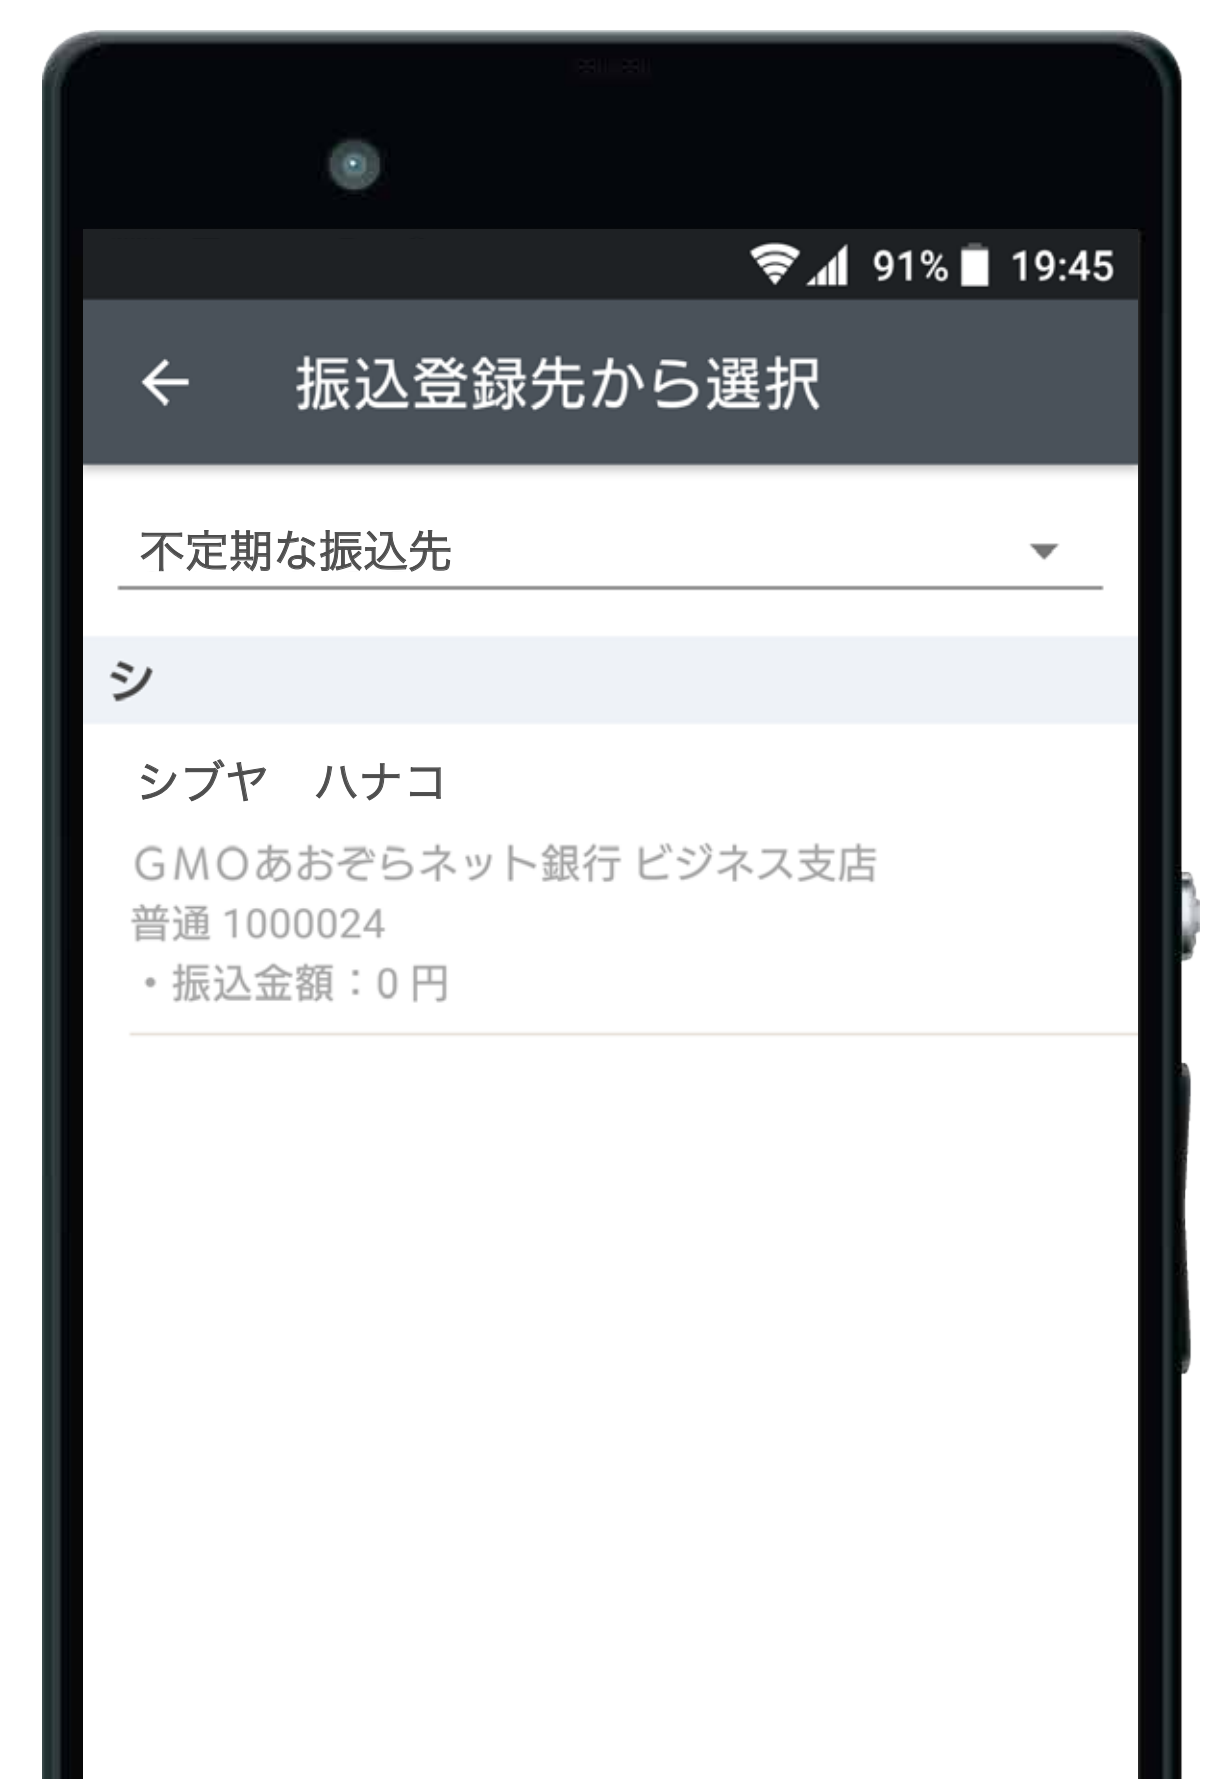 91% 19:45
振込登録先から選択
不定期な振込先
シ
シブヤ　ハナコ
ＧＭＯあおぞらネット銀行 ビジネス支店
普通 1000024
・振込金額：0 円